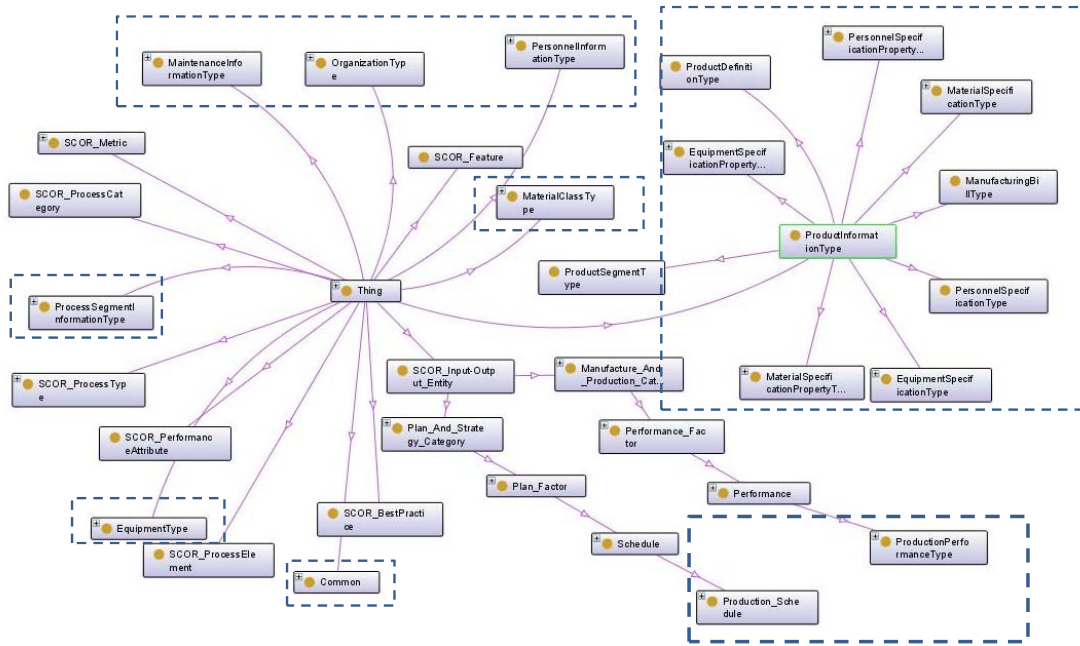 MaintenanceInfo
rmationType
OrganizationTyp
e
PersonnelInform
ationType
PersonnelSpecif
icationProperty...
ProductDefiniti
onType
MaterialSpecifi
cationType
SCOR_Metric
SCOR_Feature
EquipmentSpec
ificationProperty...
SCOR_ProcessCat
egory
MaterialClassTy
pe
ManufacturingBi
llType
ProductInformat
ionType
ProductSegmentT
ype
Thing
PersonnelSpecif
icationType
ProcessSegmentI
nformationType
SCOR_ProcessTyp
e
SCOR_Input-Outp
ut_Entity
Manufacture_And
_Production_Cat...
MaterialSpecifi
cationPropertyT...
EquipmentSpecif
icationType
SCOR_Performanc
eAttribute
Plan_And_Strate
gy_Category
Performance_Fac
tor
Plan_Factor
Performance
EquipmentType
SCOR_BestPracti
ce
SCOR_ProcessEle
ment
Schedule
ProductionPerfo
rmanceType
Common
Production_Sche
dule